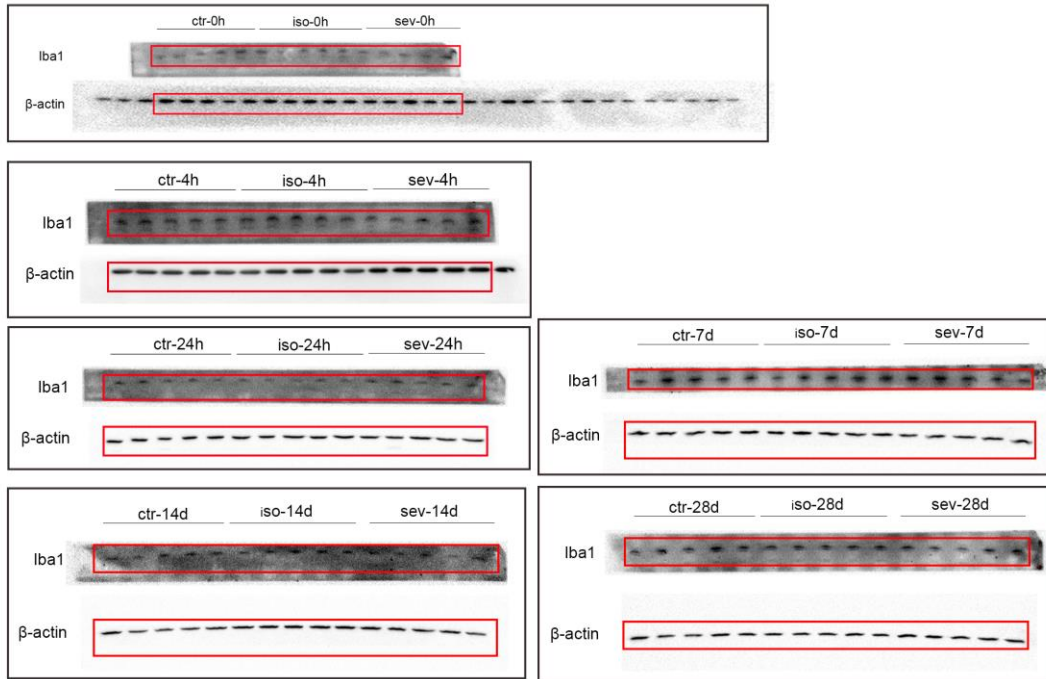 ctr-0h iso-0h sev-0h
Iba1
β-actin
ctr-4h iso-4h sev-4h
Iba1
β-actin
ctr-24h iso-24h sev-24h
Iba1
β-actin
ctr-7d iso-7d sev-7d
Iba1
β-actin
ctr-14d iso-14d sev-14d
Iba1
β-actin
ctr-28d iso-28d sev-28d
Iba1
β-actin